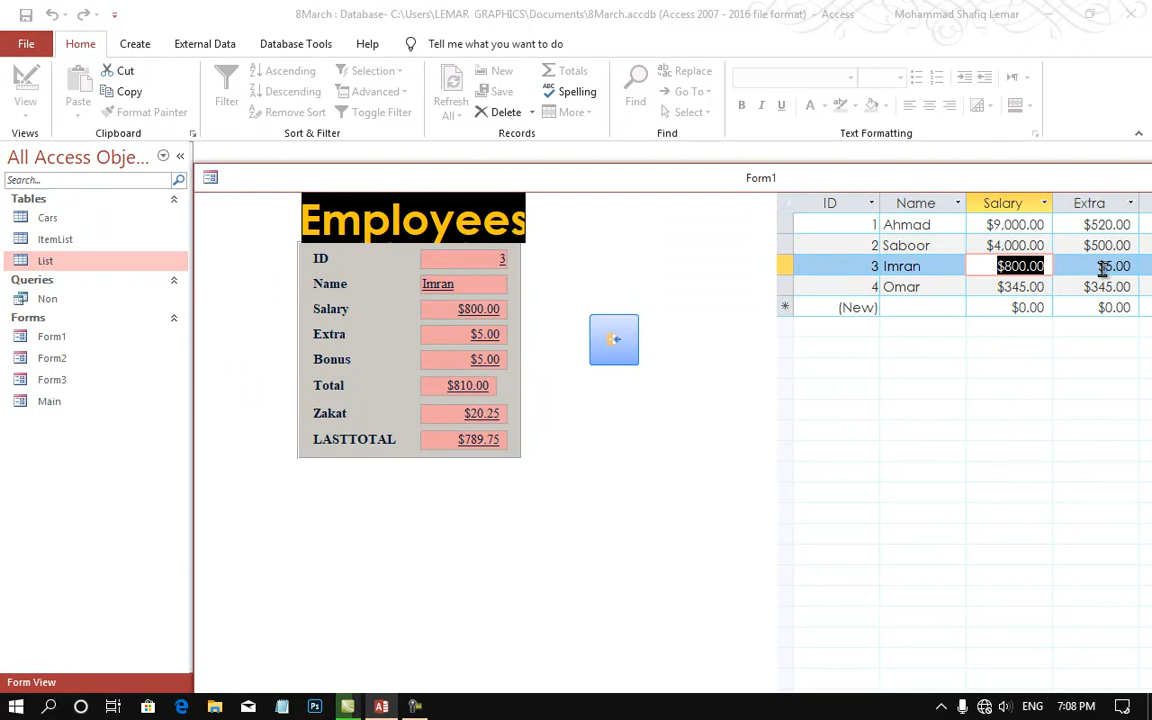 8March : Database- C:\Users\LEMAR GRAPHICS\Documents\8March.accdb (Access 2007 - 2016 file format) - Access
Mohammad Shafiq Lemar
File Home Create External Data Database Tools Help Tell me what you want to do
View
Views
Paste
Cut
Copy
Format Painter
Clipboard
Filter
Ascending
Descending
Remove Sort
Selection
Advanced
Toggle Filter
Sort & Filter
Refresh All
New
Save
Delete
Totals
Spelling
More
Records
Find
Replace
Go To
Select
Find
B I U A
Text Formatting
All Access Obje...
Search...
Tables
Cars
ItemList
List
Queries
Non
Forms
Form1
Form2
Form3
Main
Form1
Employees
ID 3
Name Imran
Salary $800.00
Extra $5.00
Bonus $5.00
Total $810.00
Zakat $20.25
LASTTOTAL $789.75
ID Name Salary Extra
1 Ahmad $9,000.00 $520.00
2 Saboor $4,000.00 $500.00
3 Imran $800.00 $5.00
4 Omar $345.00 $345.00
* (New) $0.00 $0.00
Form View
ENG 7:08 PM